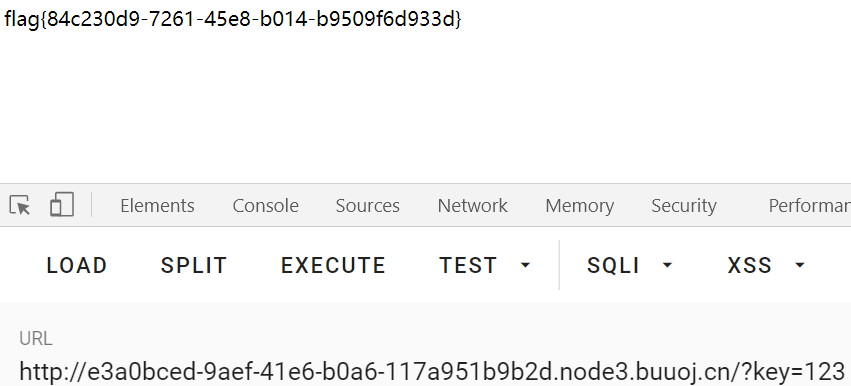 flag{84c230d9-7261-45e8-b014-b9509f6d933d}
Elements Console Sources Network Memory Security Performar
LOAD SPLIT EXECUTE TEST SQLI XSS
URL
http://e3a0bced-9aef-41e6-b0a6-117a951b9b2d.node3.buuoj.cn/?key=123